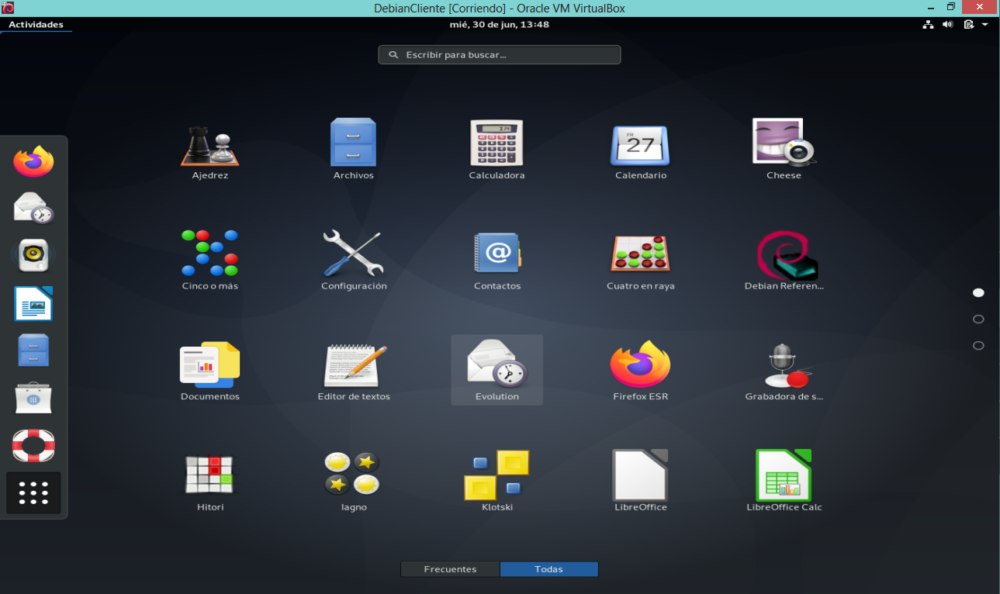 DebianCliente [Corriendo] - Oracle VM VirtualBox
Actividades
mié, 30 de jun, 13:48
Escribir para buscar...
FR
27
Ajedrez
Archivos
Calculadora
Calendario
Cheese
Cinco o más
Configuración
Contactos
Cuatro en raya
Debian Referen...
Documentos
Editor de textos
Evolution
Firefox ESR
Grabadora de s...
Hitori
Iagno
Klotski
LibreOffice
LibreOffice Calc
Frecuentes
Todas